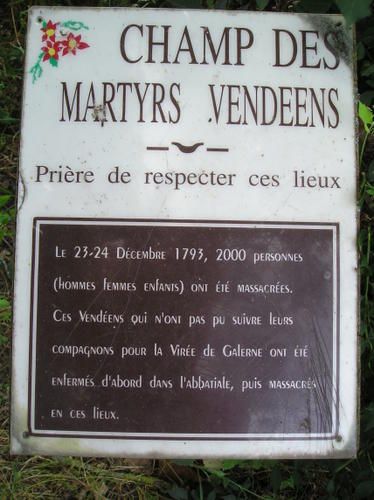 CHAMP DES
MARTYRS VENDEENS
Prière de respecter ces lieux
Le 23-24 Décembre 1793, 2000 personnes
(hommes femmes enfants) ont été massacrées.
Ces Vendéens qui n'ont pas pu suivre leurs
compagnons pour la Virée de Galerne ont été
enfermés d'abord dans l'abbatiale, puis massacrés
en ces lieux.